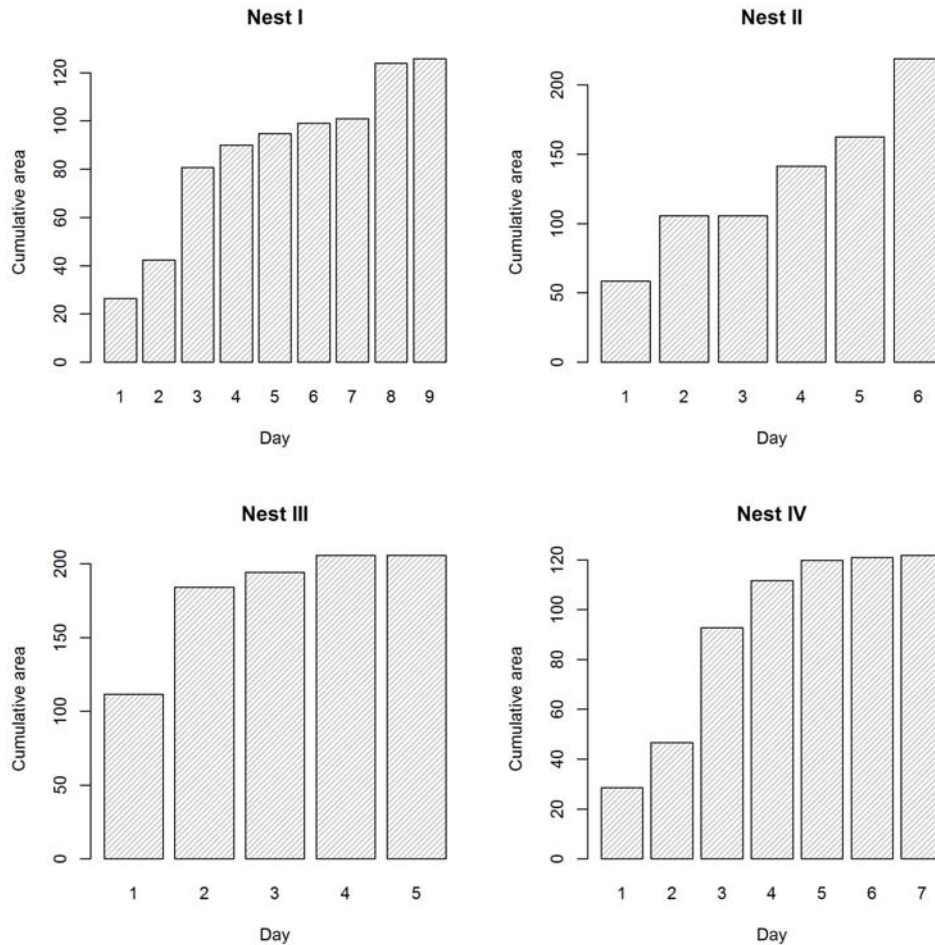 Nest I
Cumulative area
0 20 40 60 80 100 120
1 2 3 4 5 6 7 8 9
Day
Nest II
Cumulative area
0 50 100 150 200
1 2 3 4 5 6
Day
Nest III
Cumulative area
0 50 100 150 200
1 2 3 4 5
Day
Nest IV
Cumulative area
0 20 40 60 80 100 120
1 2 3 4 5 6 7
Day